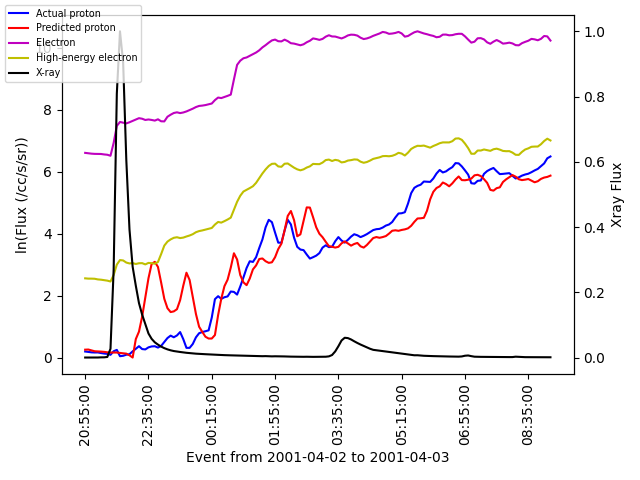 Actual proton
Predicted proton
Electron
High-energy electron
X-ray
10
8
6
4
2
0
ln(Flux (/cc/s/sr))
1.0
0.8
0.6
0.4
0.2
0.0
Xray Flux
20:55:00
22:35:00
00:15:00
01:55:00
03:35:00
05:15:00
06:55:00
08:35:00
Event from 2001-04-02 to 2001-04-03